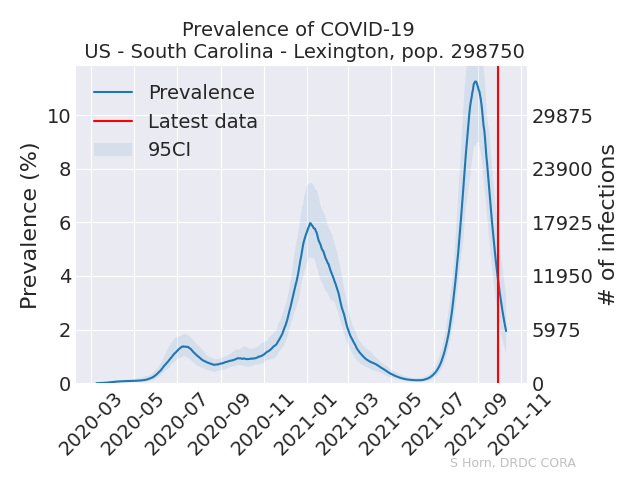 Prevalence of COVID-19
US - South Carolina - Lexington, pop. 298750
Prevalence
Latest data
95CI
Prevalence (%)
10
8
6
4
2
0
29875
23900
17925
11950
5975
0
# of infections
2020-03
2020-05
2020-07
2020-09
2020-11
2021-01
2021-03
2021-05
2021-07
2021-09
2021-11
S Horn, DRDC CORA